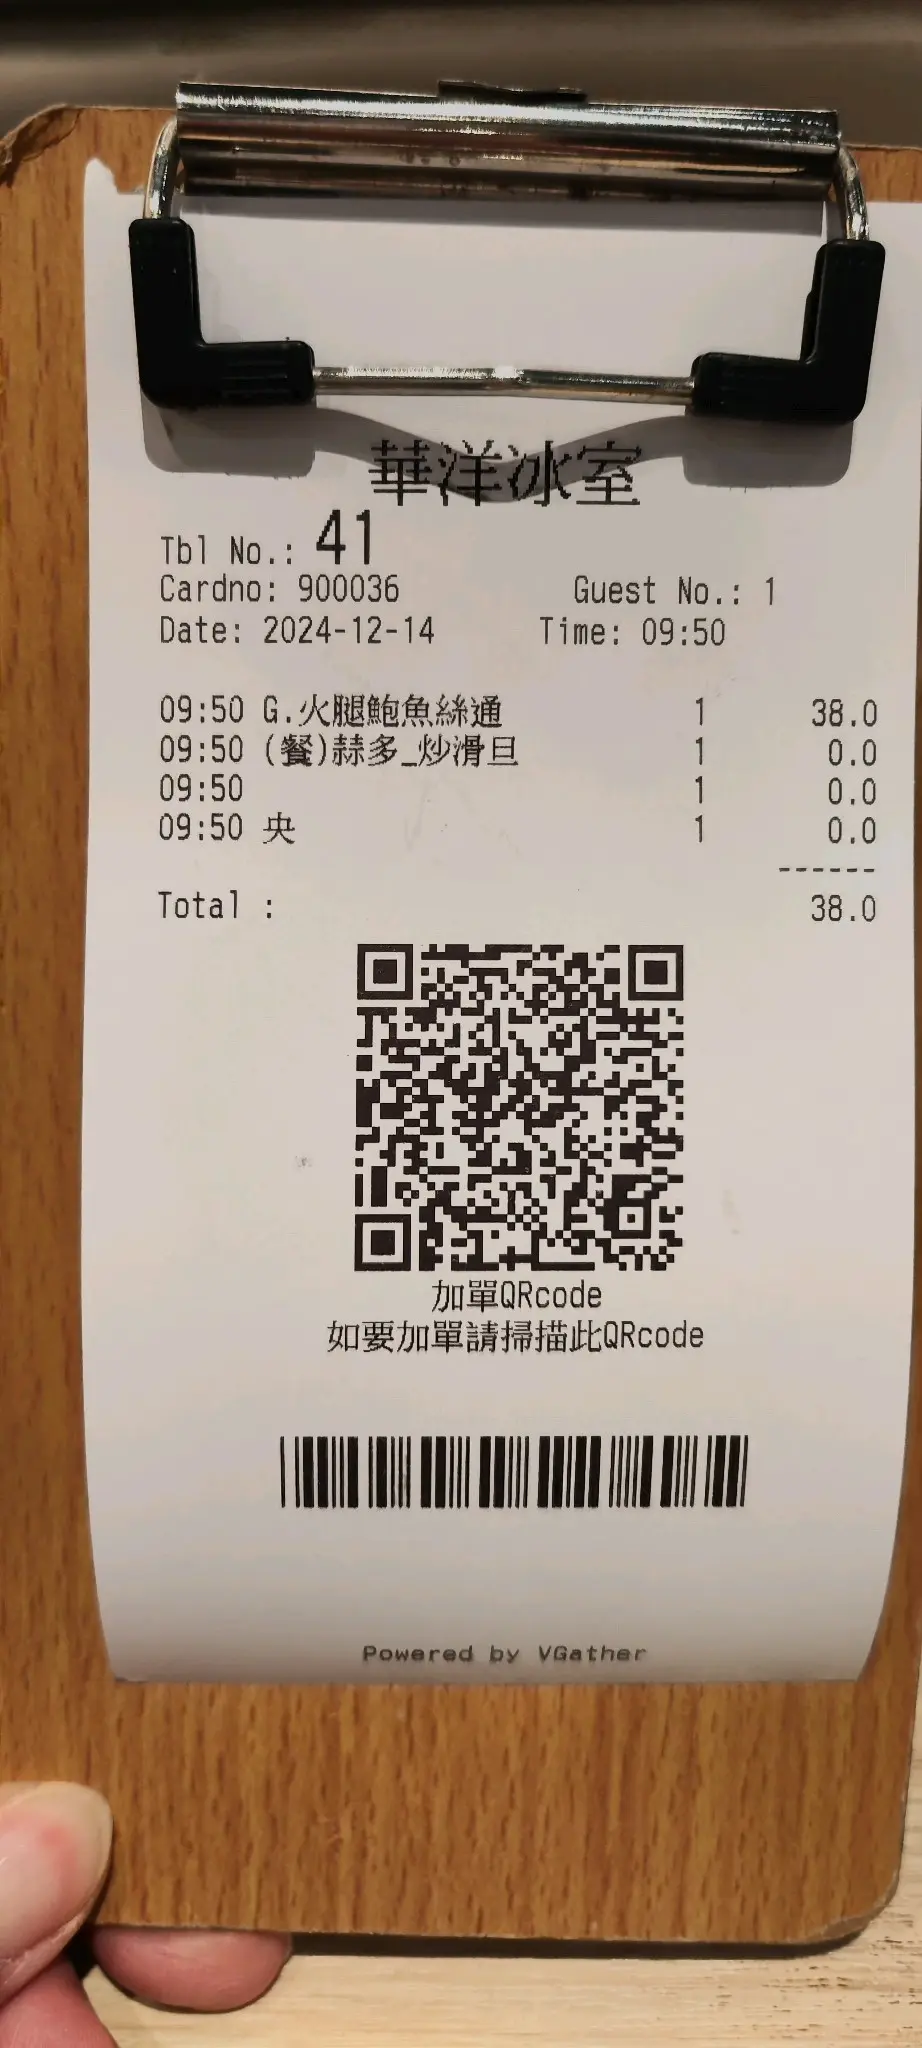 華洋冰室
Tbl No.: 41
Cardno: 900036 Guest No.: 1
Date: 2024-12-14 Time: 09:50
09:50 G.火腿鮑魚絲通 1 38.0
09:50 (餐)蒜多_炒滑旦 1 0.0
09:50 1 0.0
09:50 央 1 0.0
------
Total : 38.0
加單QRcode
如要加單請掃描此QRcode
Powered by VGather